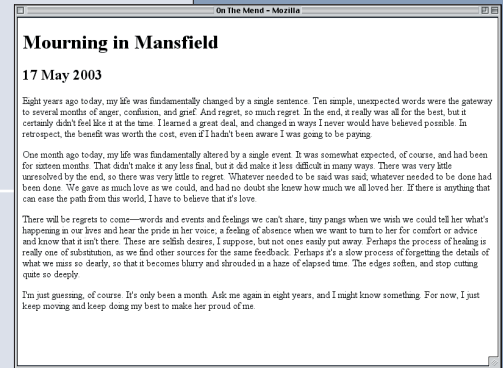 On The Mend - Mozilla
Mourning in Mansfield
17 May 2003
Eight years ago today, my life was fundamentally changed by a single sentence. Ten simple, unexpected words were the gateway
to several months of anger, confusion, and grief. And regret, so much regret. In the end, it really was all for the best, but it
certainly didn't feel like it at the time. I learned a great deal, and changed in ways I never would have believed possible. In
retrospect, the benefit was worth the cost, even if I hadn't been aware I was going to be paying.
One month ago today, my life was fundamentally altered by a single event. It was somewhat expected, of course, and had been
for sixteen months. That didn't make it any less final, but it did make it less difficult in many ways. There was very little
unresolved by the end, so there was very little to regret. Whatever needed to be said was said; whatever needed to be done had
been done. We gave as much love as we could, and had no doubt she knew how much we all loved her. If there is anything that
can ease the path from this world, I have to believe that it's love.
There will be regrets to come—words and events and feelings we can't share, tiny pangs when we wish we could tell her what's
happening in our lives and hear the pride in her voice; a feeling of absence when we want to turn to her for comfort or advice
and know that it isn't there. These are selfish desires, I suppose, but not ones easily put away. Perhaps the process of healing is
really one of substitution, as we find other sources for the same feedback. Perhaps it's a slow process of forgetting the details of
what we miss so dearly, so that it becomes blurry and shrouded in a haze of elapsed time. The edges soften, and stop cutting
quite so deeply.
I'm just guessing, of course. It's only been a month. Ask me again in eight years, and I might know something. For now, I just
keep moving and keep doing my best to make her proud of me.